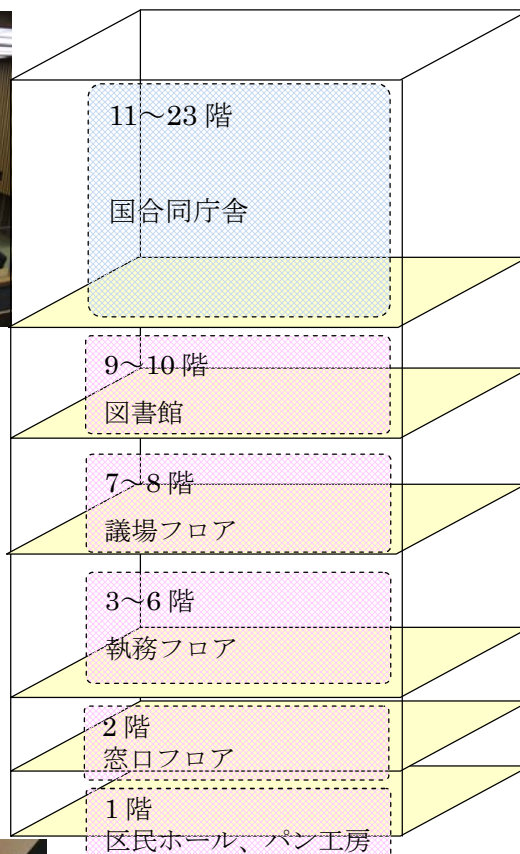 11～23 階
国合同庁舎
9～10 階
図書館
7～8 階
議場フロア
3～6 階
執務フロア
2 階
窓口フロア
1 階
区民ホール、パン工房